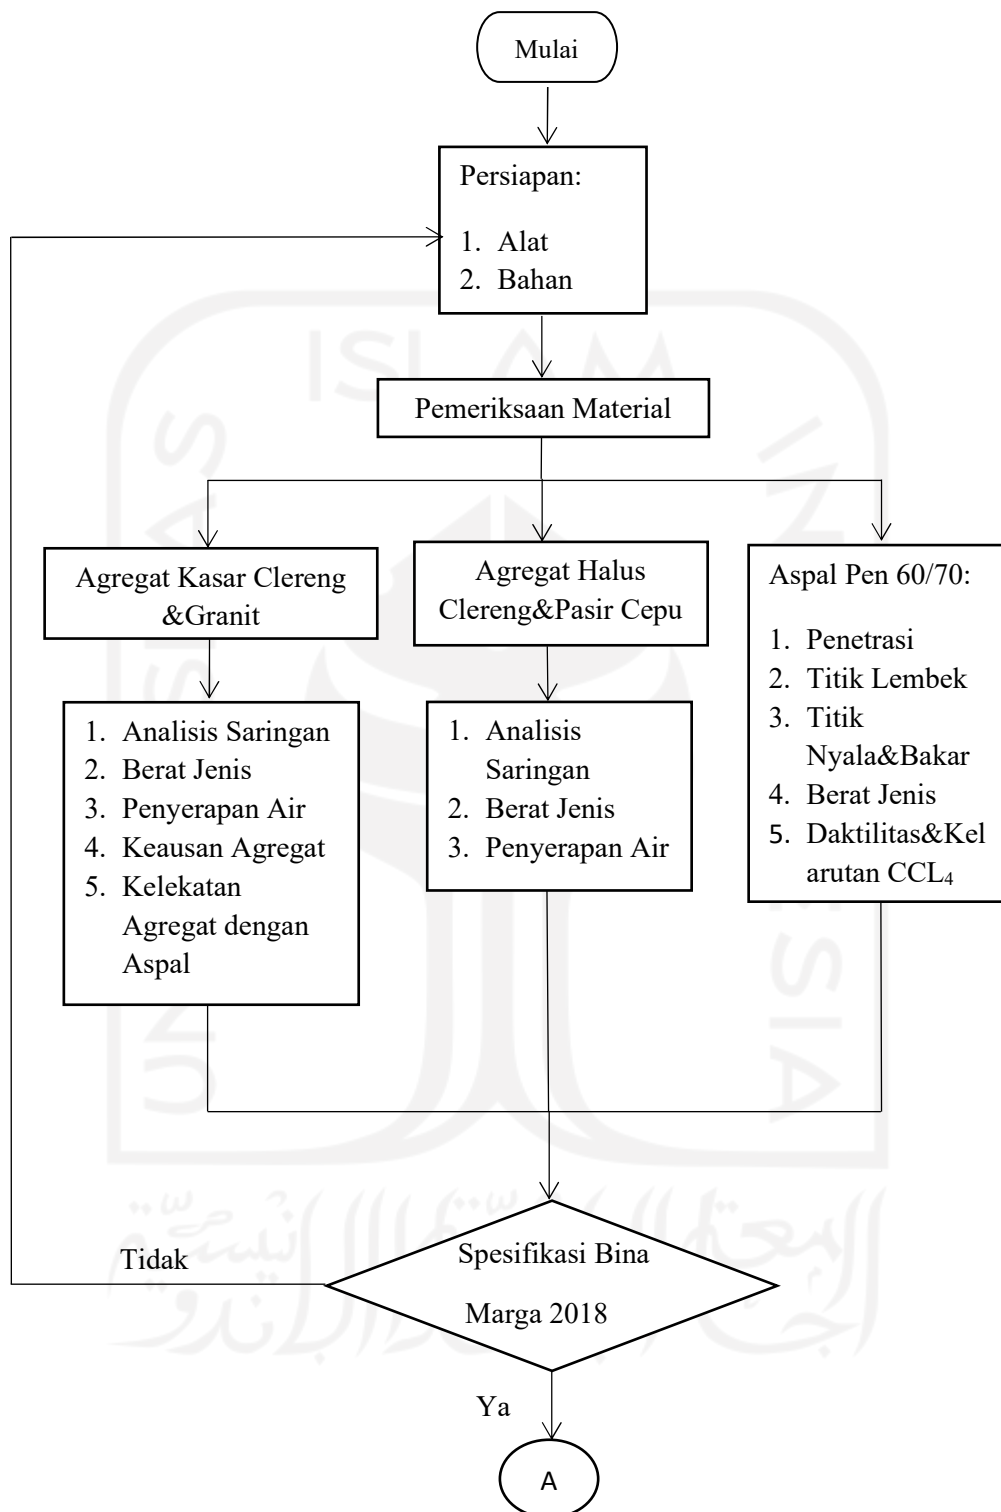 Mulai
Persiapan:
1. Alat
2. Bahan
Pemeriksaan Material
Agregat Kasar Clereng
&Granit
Agregat Halus
Clereng&Pasir Cepu
Aspal Pen 60/70:
1. Penetrasi
2. Titik Lembek
3. Titik
Nyala&Bakar
4. Berat Jenis
5. Daktilitas&Kel
arutan CCL₄
1. Analisis Saringan
2. Berat Jenis
3. Penyerapan Air
4. Keausan Agregat
5. Kelekatan
Agregat dengan
Aspal
1. Analisis
Saringan
2. Berat Jenis
3. Penyerapan Air
Tidak
Spesifikasi Bina
Marga 2018
Ya
A
ISLAM